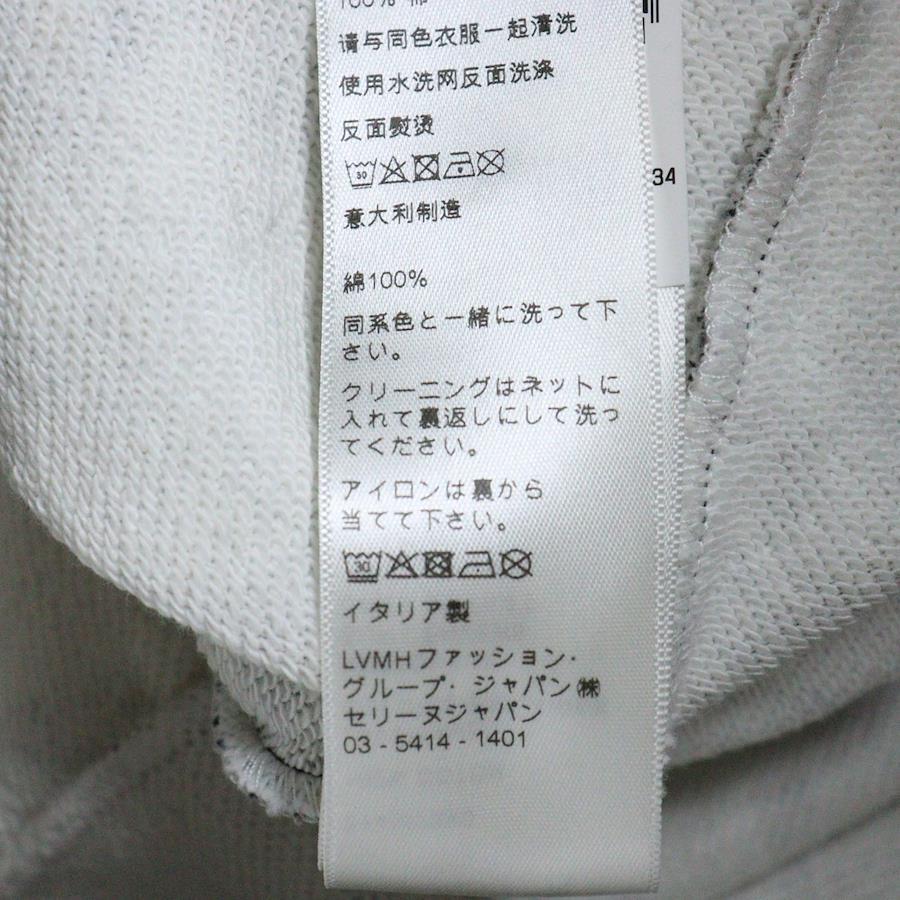 100% 棉
请与同色衣服一起清洗
使用水洗网反面洗涤
反面熨烫
30
意大利制造
34
綿100%
同系色と一緒に洗って下
さい。
クリーニングはネットに
入れて裏返しにして洗っ
てください。
アイロンは裏から
当てて下さい。
30
イタリア製
LVMHファッション・
グループ・ジャパン㈱
セリーヌジャパン
03 - 5414 - 1401